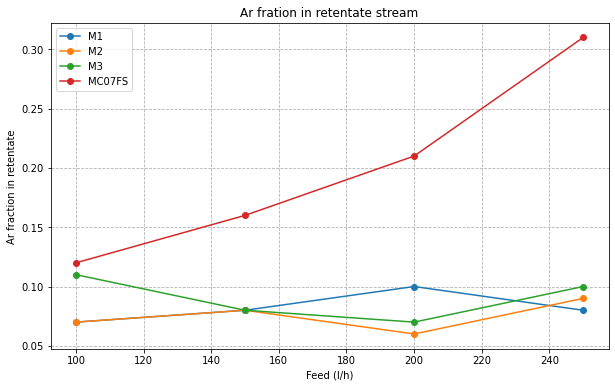 Ar fration in retentate stream
M1
M2
M3
MC07FS
Ar fraction in retentate
0.30
0.25
0.20
0.15
0.10
0.05
100 120 140 160 180 200 220 240
Feed (l/h)